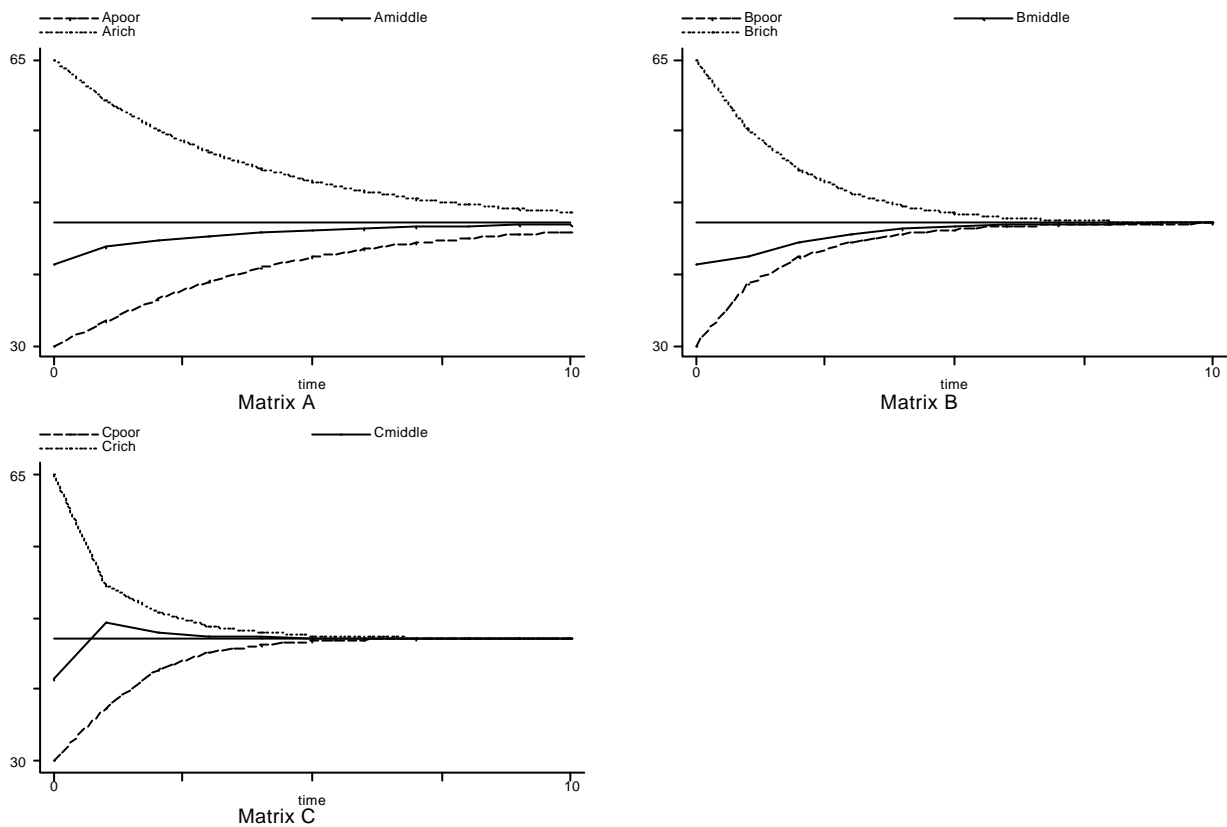 Apoor Amiddle
Arich
65
30
0 10
time
Matrix A
Bpoor Bmiddle
Brich
65
30
0 10
time
Matrix B
Cpoor Cmiddle
Crich
65
30
0 10
time
Matrix C